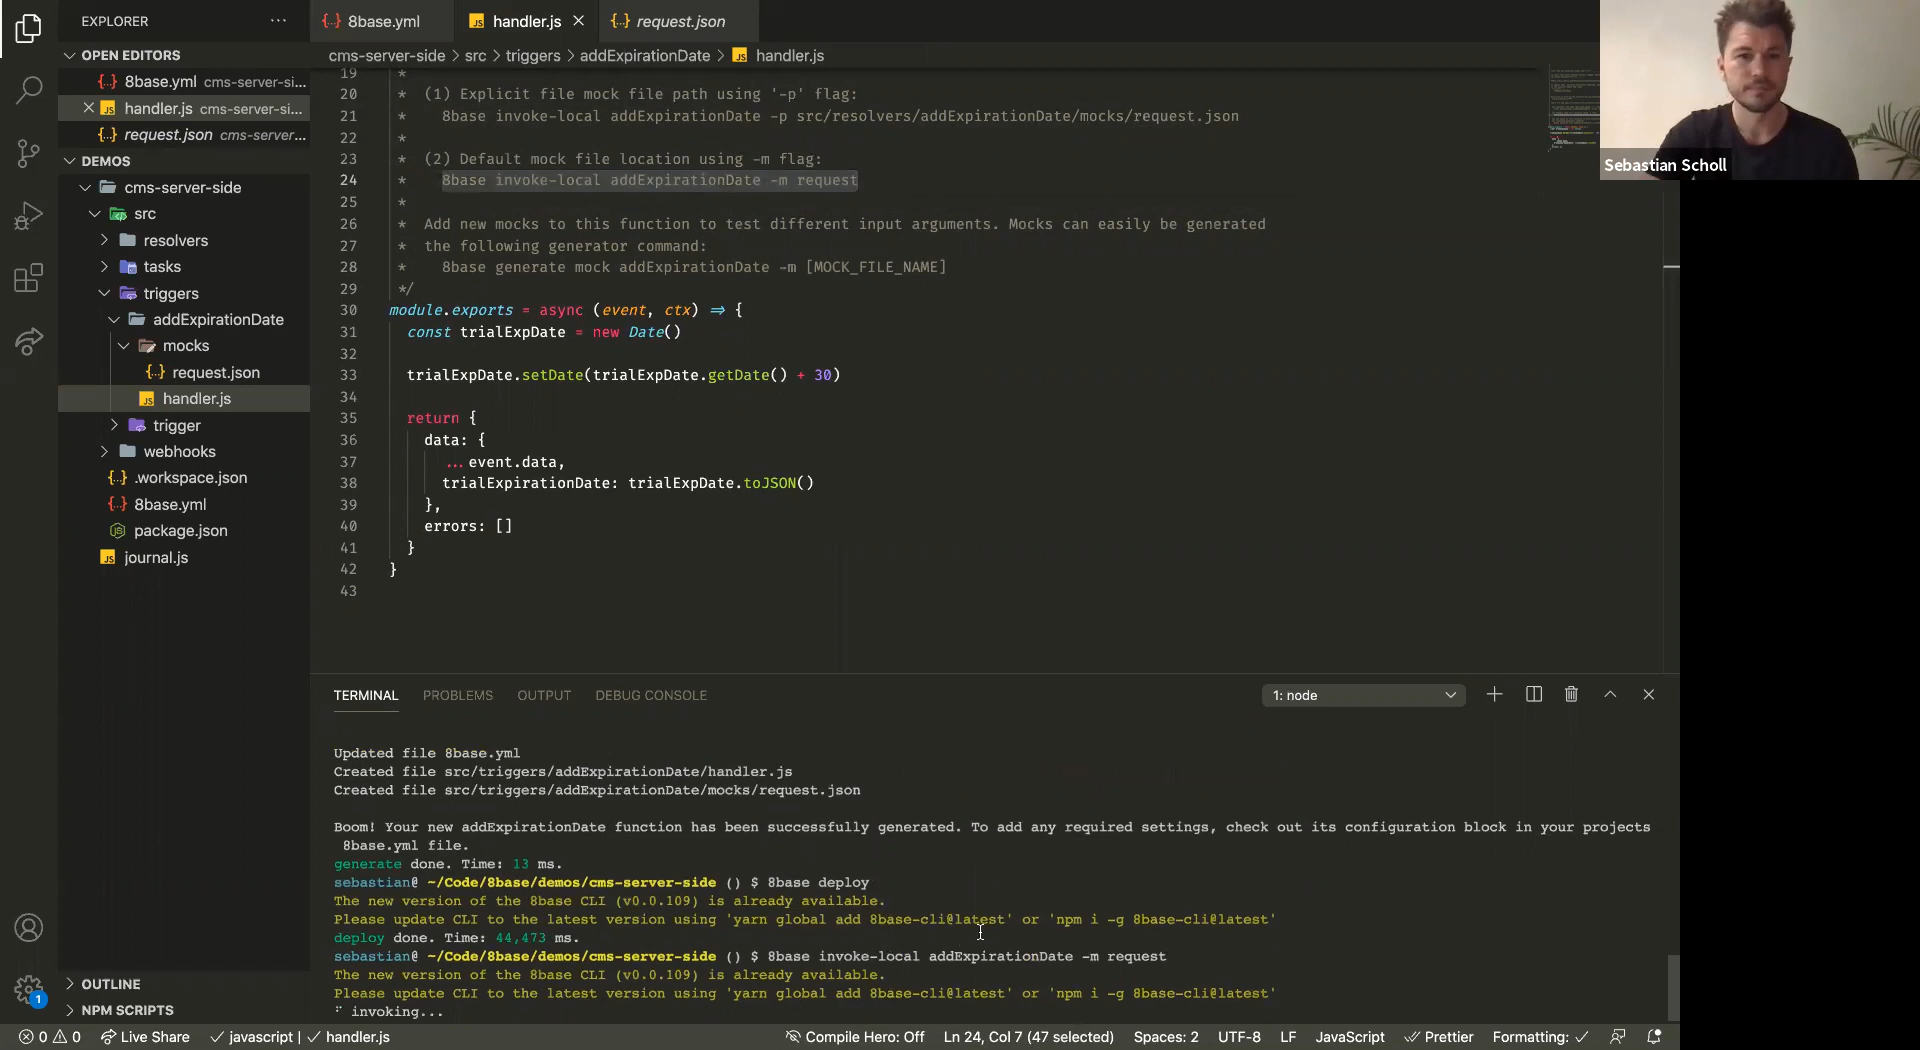 EXPLORER
8base.yml
handler.js
request.json
OPEN EDITORS
8base.yml cms-server-si...
handler.js cms-server-si...
request.json cms-server...
DEMOS
cms-server-side
src
resolvers
tasks
triggers
addExpirationDate
mocks
request.json
handler.js
trigger
webhooks
.workspace.json
8base.yml
package.json
journal.js
OUTLINE
NPM SCRIPTS
cms-server-side > src > triggers > addExpirationDate > handler.js
19 *
20 * (1) Explicit file mock file path using '-p' flag:
21 * 8base invoke-local addExpirationDate -p src/resolvers/addExpirationDate/mocks/request.json
22 *
23 * (2) Default mock file location using -m flag:
24 * 8base invoke-local addExpirationDate -m request
25 *
26 * Add new mocks to this function to test different input arguments. Mocks can easily be generated
27 * the following generator command:
28 * 8base generate mock addExpirationDate -m [MOCK_FILE_NAME]
29 */
30 module.exports = async (event, ctx) => {
31 const trialExpDate = new Date()
32
33 trialExpDate.setDate(trialExpDate.getDate() + 30)
34
35 return {
36 data: {
37 ...event.data,
38 trialExpirationDate: trialExpDate.toJSON()
39 },
40 errors: []
41 }
42 }
43
Sebastian Scholl
TERMINAL PROBLEMS OUTPUT DEBUG CONSOLE
1: node
Updated file 8base.yml
Created file src/triggers/addExpirationDate/handler.js
Created file src/triggers/addExpirationDate/mocks/request.json
Boom! Your new addExpirationDate function has been successfully generated. To add any required settings, check out its configuration block in your projects
8base.yml file.
generate done. Time: 13 ms.
sebastian@ ~/Code/8base/demos/cms-server-side () $ 8base deploy
The new version of the 8base CLI (v0.0.109) is already available.
Please update CLI to the latest version using 'yarn global add 8base-cli@latest' or 'npm i -g 8base-cli@latest'
deploy done. Time: 44,473 ms.
sebastian@ ~/Code/8base/demos/cms-server-side () $ 8base invoke-local addExpirationDate -m request
The new version of the 8base CLI (v0.0.109) is already available.
Please update CLI to the latest version using 'yarn global add 8base-cli@latest' or 'npm i -g 8base-cli@latest'
invoking...
1
0 0 Live Share javascript | handler.js Compile Hero: Off Ln 24, Col 7 (47 selected) Spaces: 2 UTF-8 LF JavaScript Prettier Formatting: